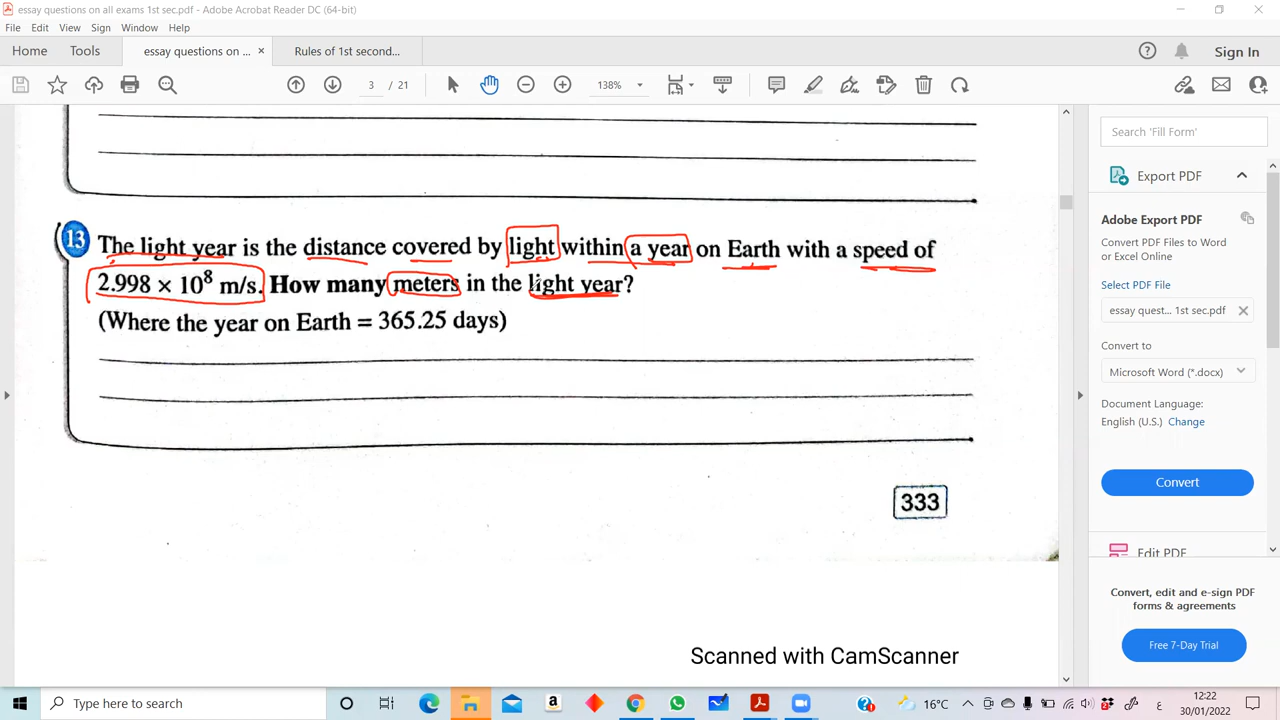 essay questions on all exams 1st sec.pdf - Adobe Acrobat Reader DC (64-bit)
File Edit View Sign Window Help
Home Tools essay questions on ... × Rules of 1st second... Sign In
3 / 21 138%
13 The light year is the distance covered by light within a year on Earth with a speed of
2.998 × 10⁸ m/s. How many meters in the light year?
(Where the year on Earth = 365.25 days)
333
Scanned with CamScanner
Search 'Fill Form'
Export PDF
Adobe Export PDF
Convert PDF Files to Word
or Excel Online
Select PDF File
essay quest... 1st sec.pdf
Convert to
Microsoft Word (*.docx)
Document Language:
English (U.S.) Change
Convert
Edit PDF
Convert, edit and e-sign PDF
forms & agreements
Free 7-Day Trial
Type here to search
16°C
ع
12:22
30/01/2022